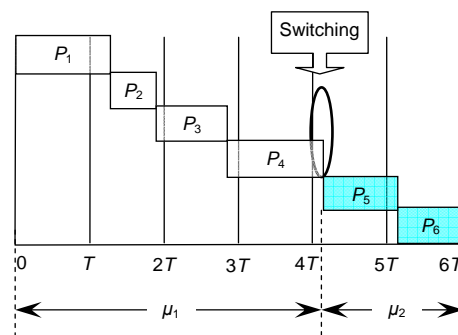 Switching
P1
P2
P3
P4
P5
P6
0 T 2T 3T 4T 5T 6T
μ1 μ2